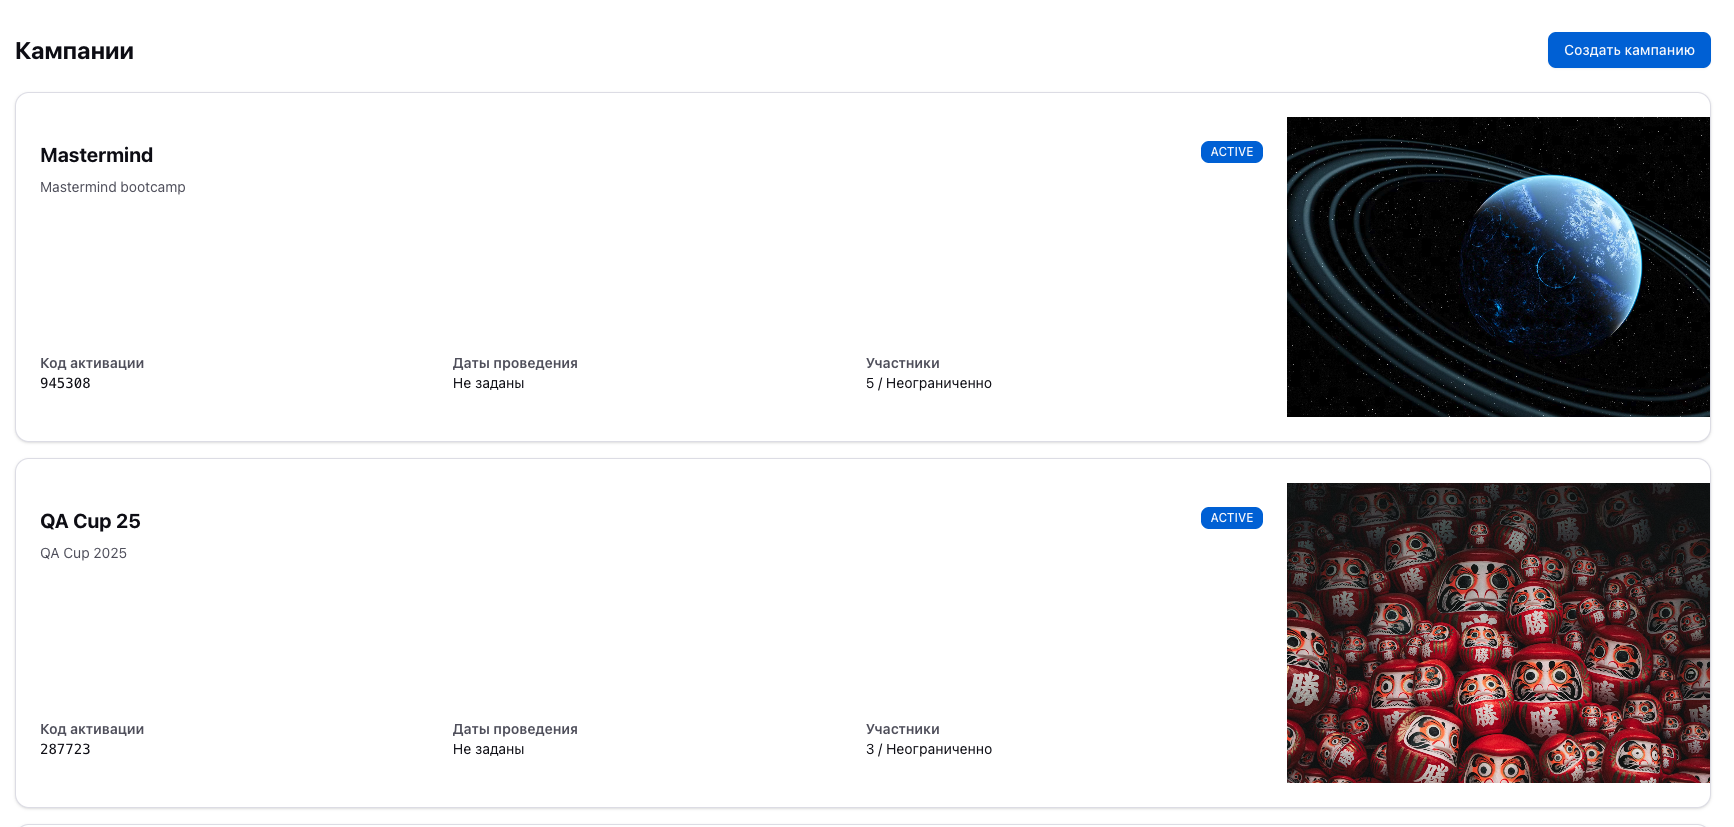 Кампании
Создать кампанию
Mastermind
ACTIVE
Mastermind bootcamp
Код активации
Даты проведения
Участники
945308
Не заданы
5 / Неограниченно
QA Cup 25
ACTIVE
QA Cup 2025
勝
Код активации
Даты проведения
Участники
287723
Не заданы
3 / Неограниченно